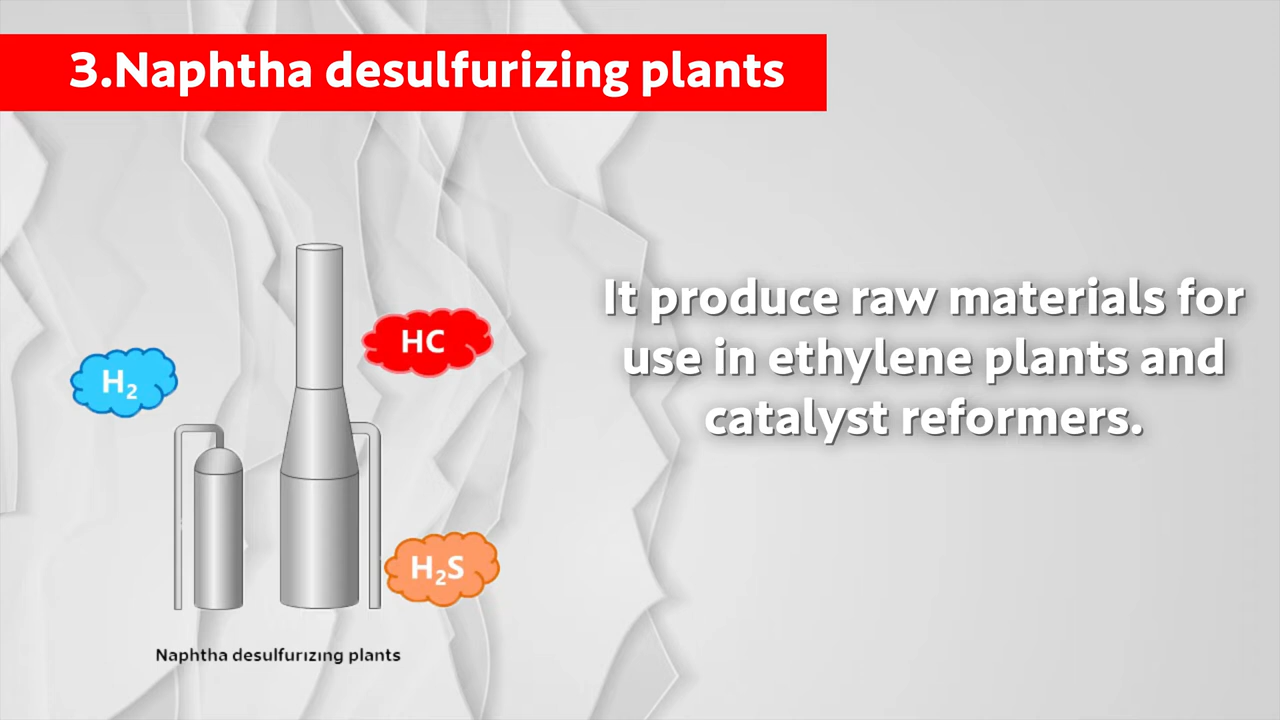 3.Naphtha desulfurizing plants
It produce raw materials for
use in ethylene plants and
catalyst reformers.
HC
H₂
H₂S
Naphtha desulfurizing plants